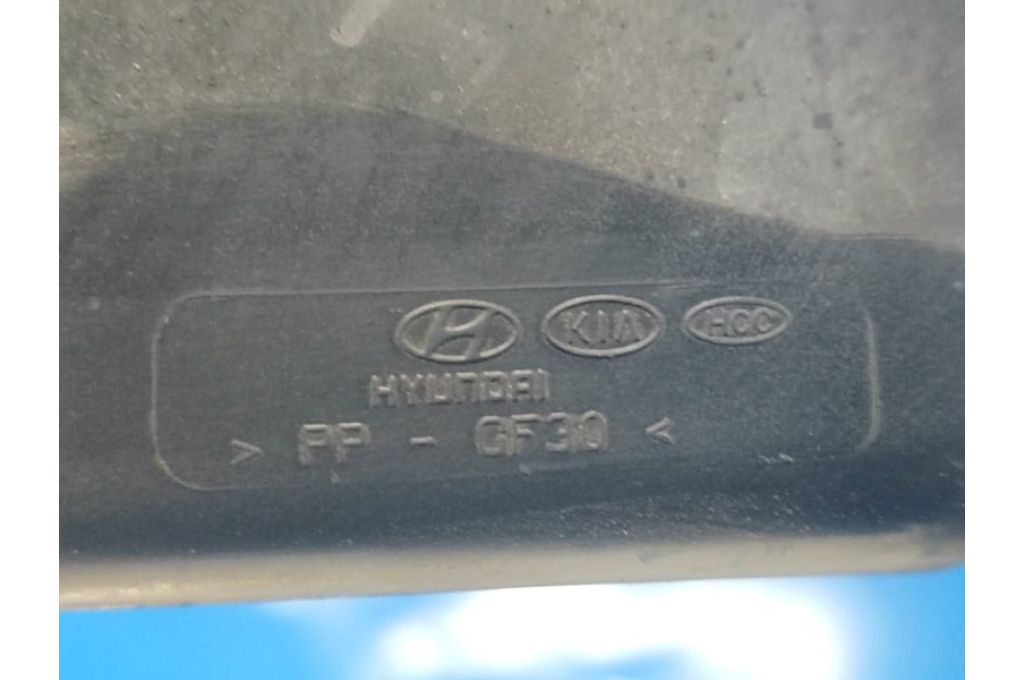 KIA HCC
HYUNDAI
> PP - GF30 <